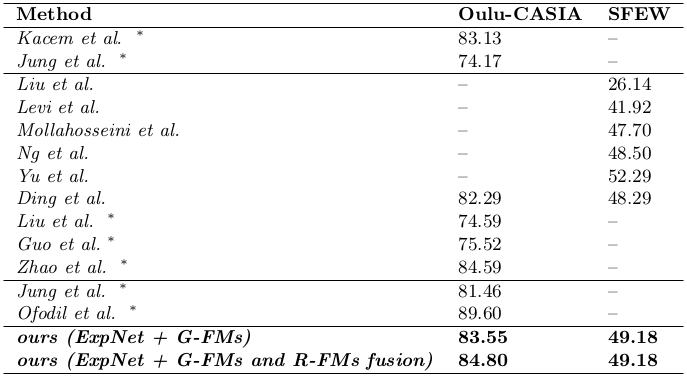 Method Oulu-CASIA SFEW
Kacem et al. * 83.13 –
Jung et al. * 74.17 –
Liu et al. – 26.14
Levi et al. – 41.92
Mollahosseini et al. – 47.70
Ng et al. – 48.50
Yu et al. – 52.29
Ding et al. 82.29 48.29
Liu et al. * 74.59 –
Guo et al. * 75.52 –
Zhao et al. * 84.59 –
Jung et al. * 81.46 –
Ofodil et al. * 89.60 –
ours (ExpNet + G-FMs) 83.55 49.18
ours (ExpNet + G-FMs and R-FMs fusion) 84.80 49.18